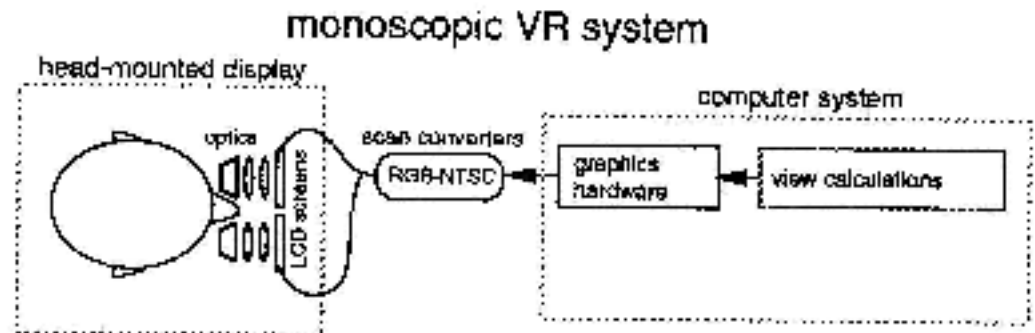 monoscopic VR system
head-mounted display
computer system
optics
scan converters
LCD screens
RGB-NTSC
graphics
hardware
view calculations